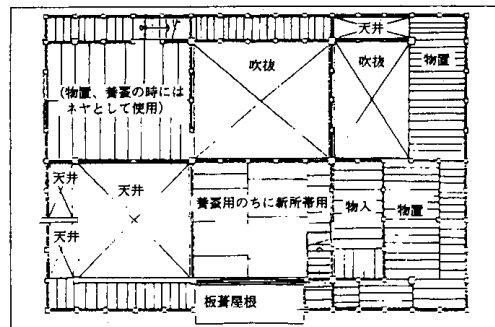 天井
吹抜
吹抜
物置
(物置、養蚕の時には
ネヤとして使用)
天井
天井
養蚕用のちに新所帯用
物入
物置
天井
板葺屋根